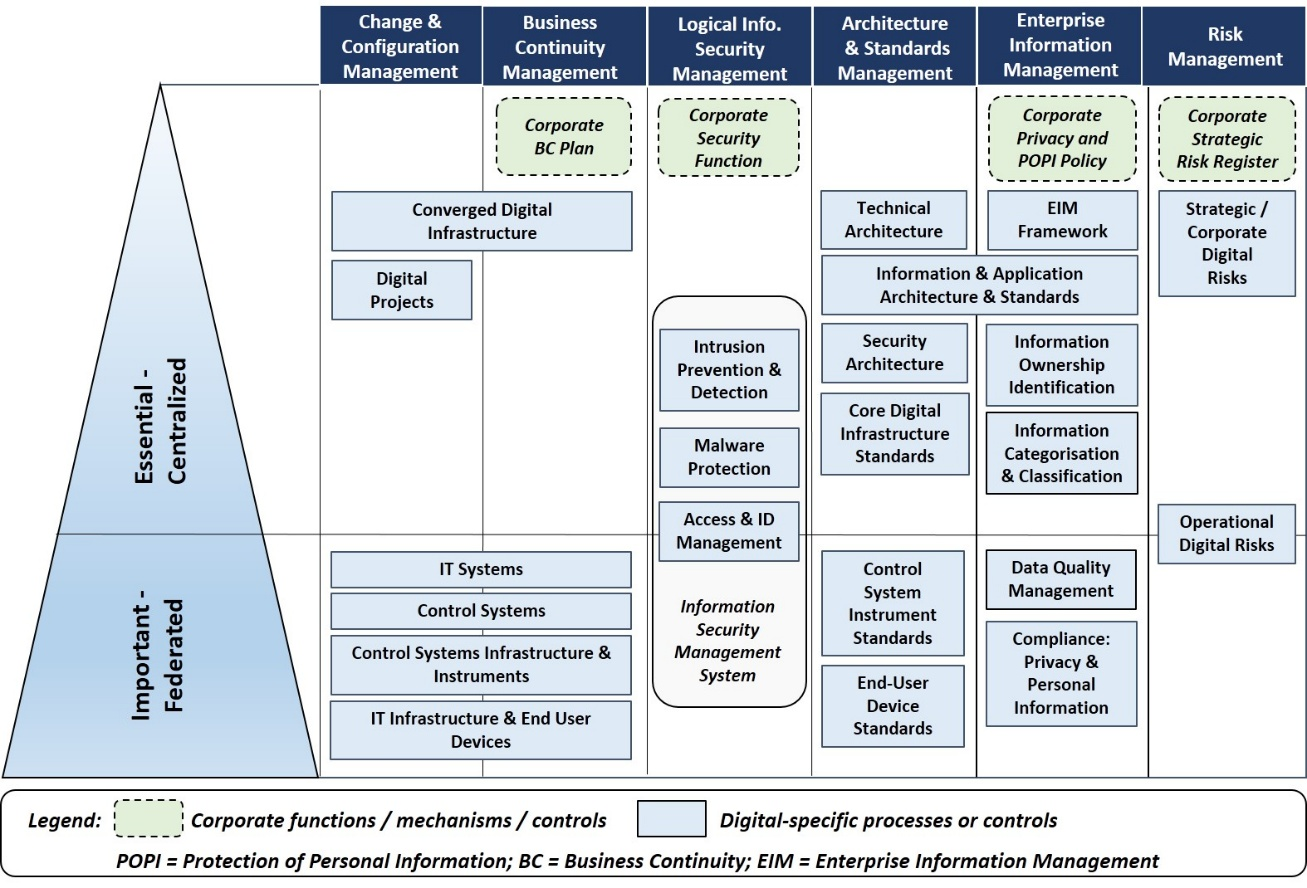 Change &
Configuration
Management
Business
Continuity
Management
Logical Info.
Security
Management
Architecture
& Standards
Management
Enterprise
Information
Management
Risk
Management
Corporate
BC Plan
Corporate
Security
Function
Corporate
Privacy and
POPI Policy
Corporate
Strategic
Risk Register
Essential -
Centralized
Converged Digital
Infrastructure
Digital
Projects
Intrusion
Prevention &
Detection
Malware
Protection
Access & ID
Management
Information
Security
Management
System
Technical
Architecture
Information & Application
Architecture & Standards
Security
Architecture
Core Digital
Infrastructure
Standards
EIM
Framework
Information
Ownership
Identification
Information
Categorisation
& Classification
Strategic /
Corporate
Digital
Risks
Operational
Digital Risks
Important -
Federated
IT Systems
Control Systems
Control Systems Infrastructure &
Instruments
IT Infrastructure & End User
Devices
Control
System
Instrument
Standards
End-User
Device
Standards
Data Quality
Management
Compliance:
Privacy &
Personal
Information
Legend:
Corporate functions / mechanisms / controls
Digital-specific processes or controls
POPI = Protection of Personal Information; BC = Business Continuity; EIM = Enterprise Information Management